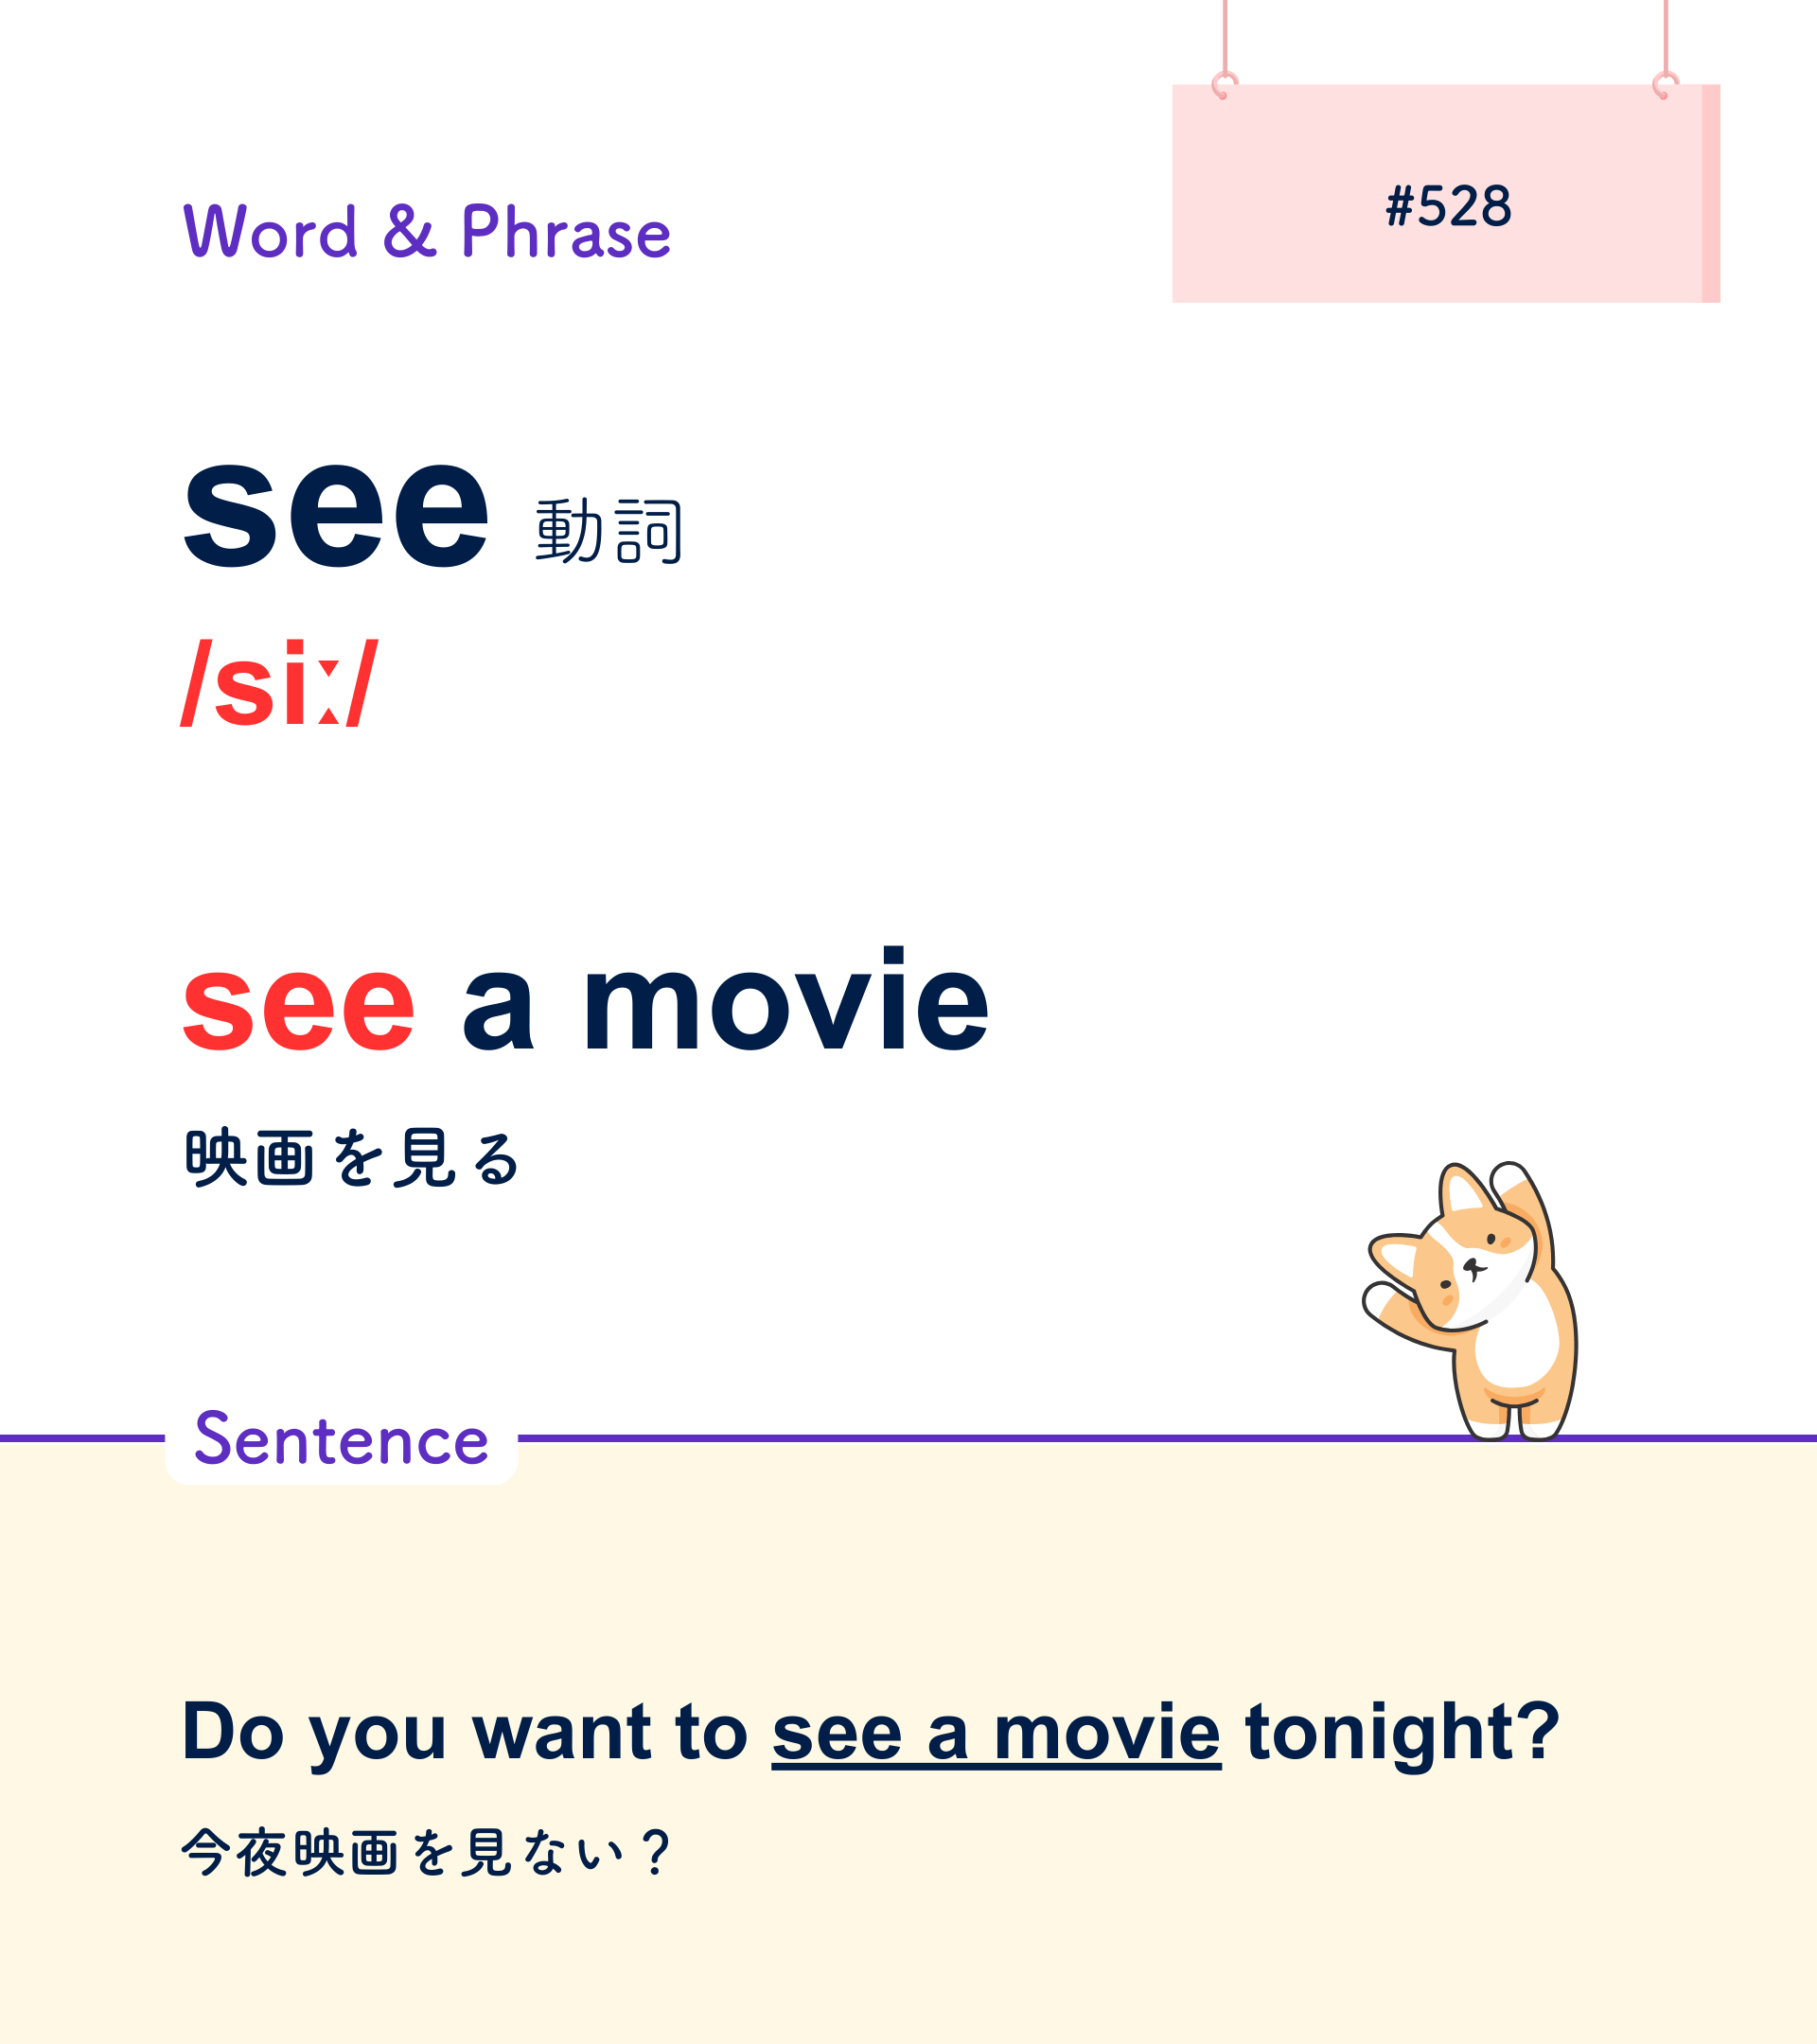 #528
Word & Phrase
see 動詞
/siː/
see a movie
映画を見る
Sentence
Do you want to see a movie tonight?
今夜映画を見ない？